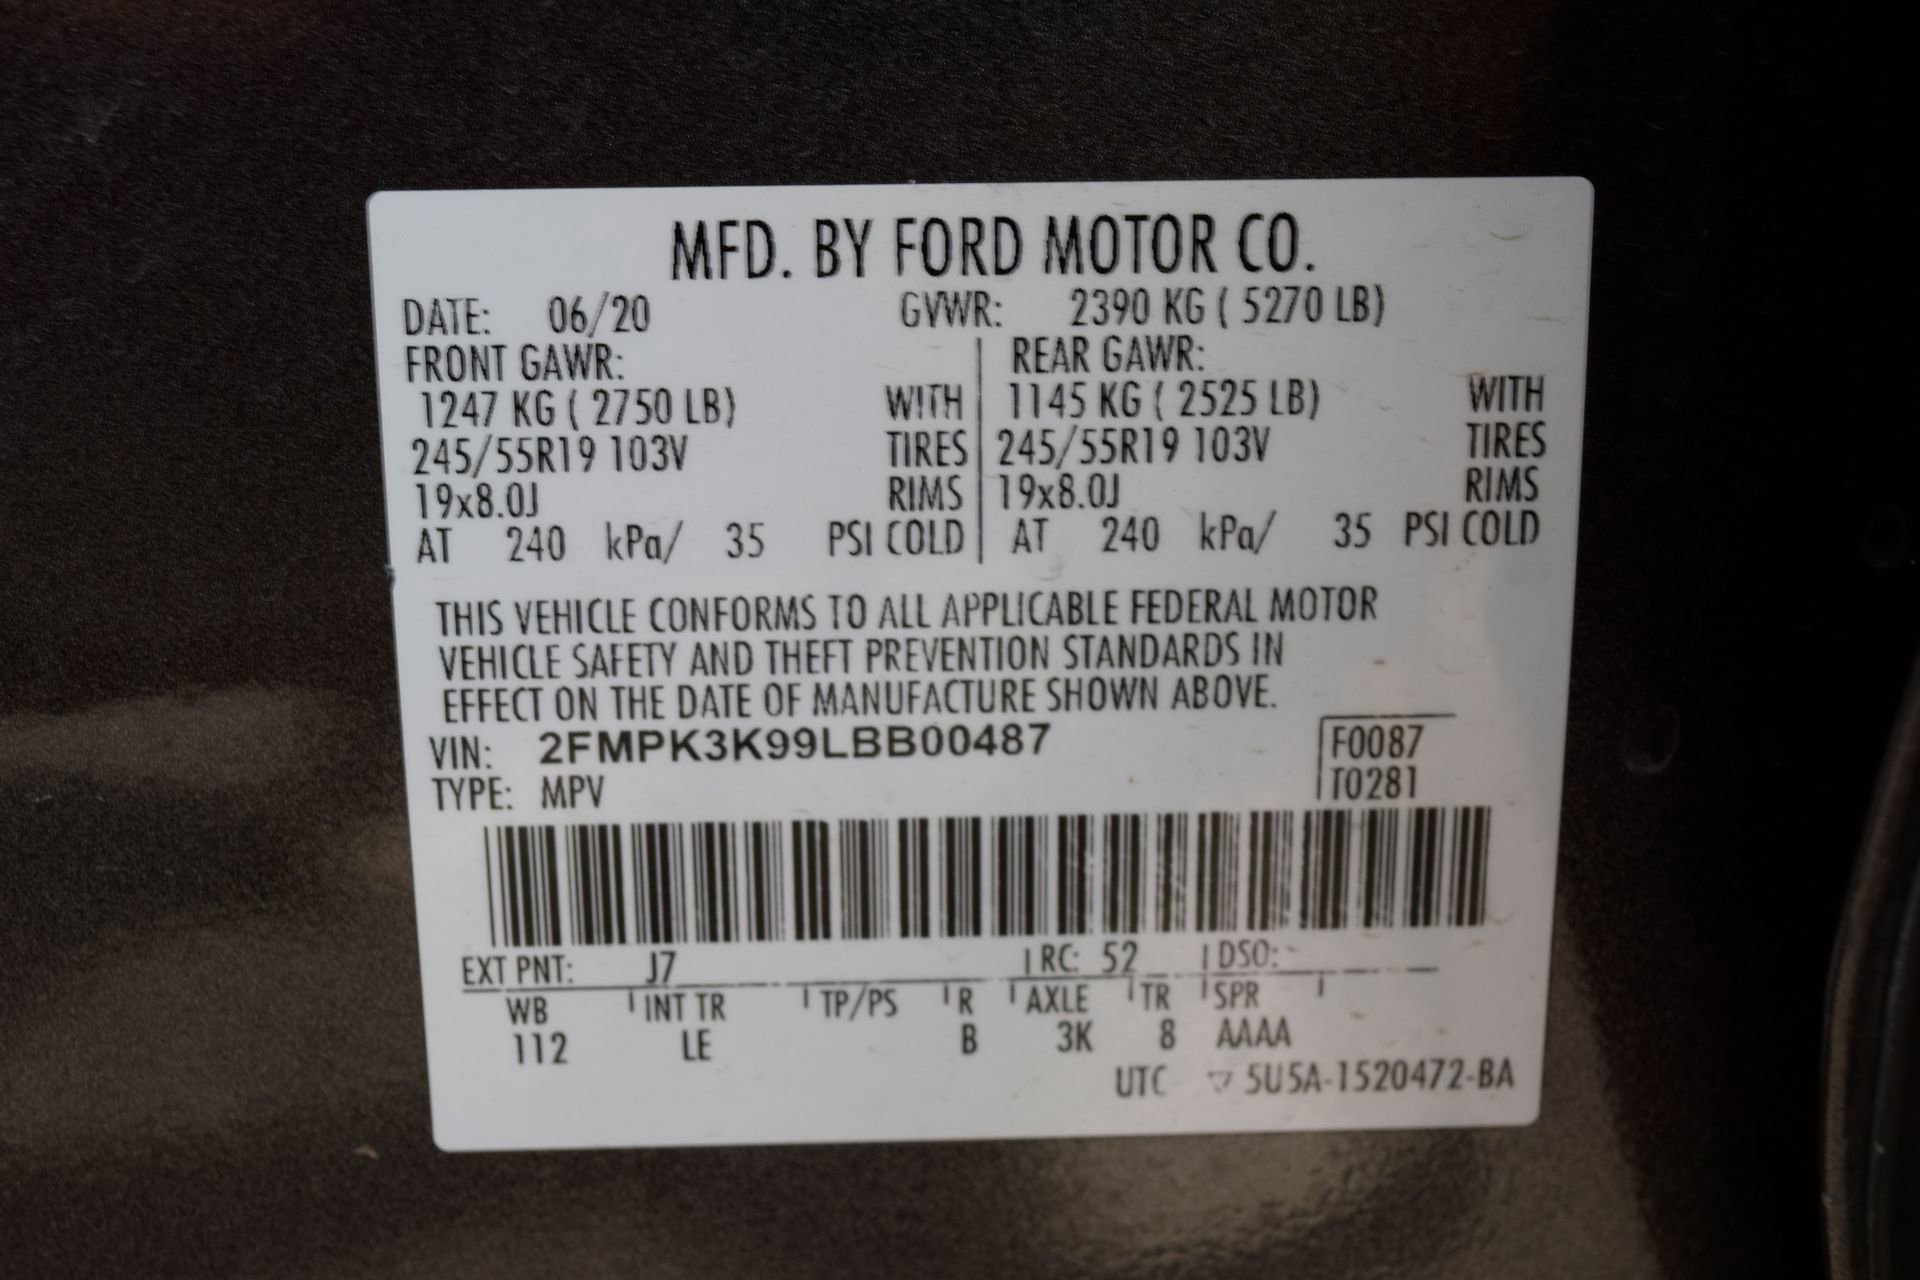 MFD. BY FORD MOTOR CO.
DATE: 06/20 GVWR: 2390 KG ( 5270 LB)
FRONT GAWR: REAR GAWR:
1247 KG ( 2750 LB) WITH 1145 KG ( 2525 LB) WITH
245/55R19 103V TIRES 245/55R19 103V TIRES
19x8.0J RIMS 19x8.0J RIMS
AT 240 kPa/ 35 PSI COLD AT 240 kPa/ 35 PSI COLD
THIS VEHICLE CONFORMS TO ALL APPLICABLE FEDERAL MOTOR
VEHICLE SAFETY AND THEFT PREVENTION STANDARDS IN
EFFECT ON THE DATE OF MANUFACTURE SHOWN ABOVE.
VIN: 2FMPK3K99LBB00487 F0087
TYPE: MPV T0281
EXT PNT: J7 RC: 52 DSO:
WB INT TR TP/PS R AXLE TR SPR
112 LE B 3K 8 AAAA
UTC 5U5A-1520472-BA